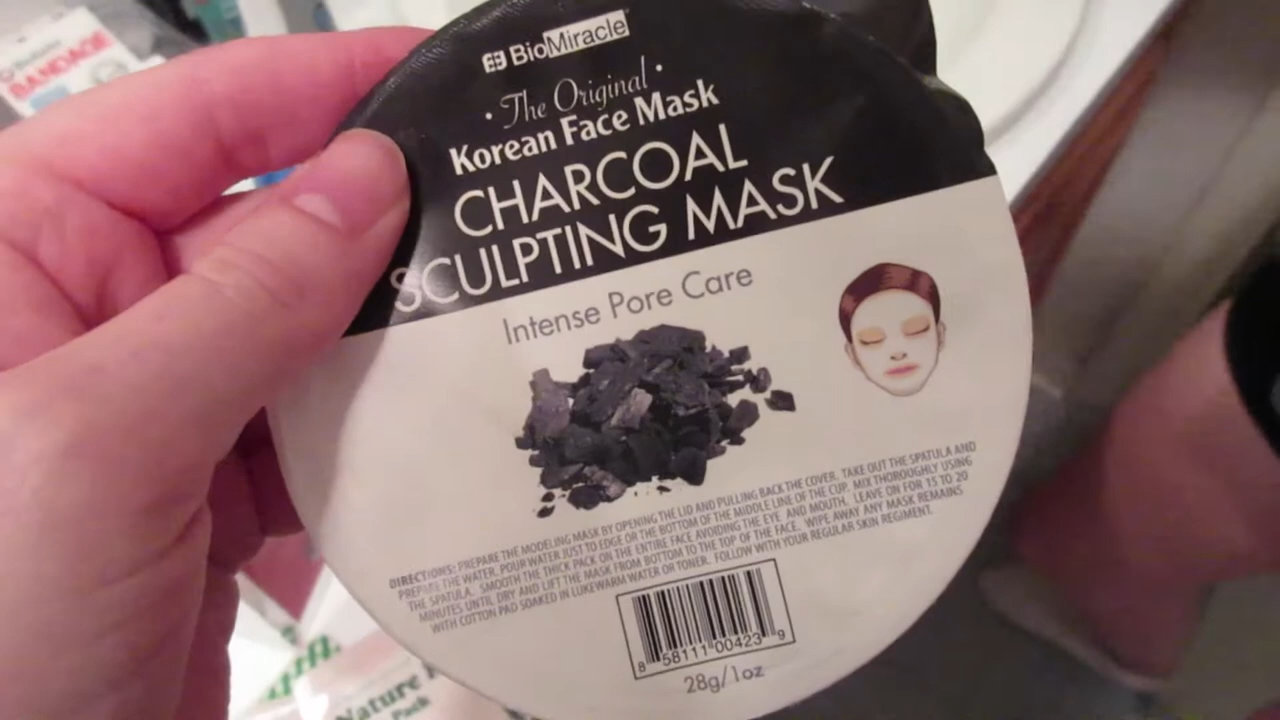 BANDAGE
BioMiracle
• The Original •
Korean Face Mask
CHARCOAL
SCULPTING MASK
Intense Pore Care
DIRECTIONS: PREPARE THE MODELING MASK BY OPENING THE LID AND PULLING BACK THE COVER. TAKE OUT THE SPATULA AND
PREPARE THE WATER. POUR WATER JUST TO EDGE OR THE BOTTOM OF THE MIDDLE LINE OF THE CUP. MIX THOROUGHLY USING
THE SPATULA. SMOOTH THE THICK PACK ON THE ENTIRE FACE AVOIDING THE EYE AND MOUTH. LEAVE ON FOR 15 TO 20
MINUTES UNTIL DRY AND LIFT THE MASK FROM BOTTOM TO THE TOP OF THE FACE. WIPE AWAY ANY MASK REMAINS
WITH COTTON PAD SOAKED IN LUKEWARM WATER OR TONER. FOLLOW WITH YOUR REGULAR SKIN REGIMENT.
8 58111 00423 9
28g/1oz
Nature